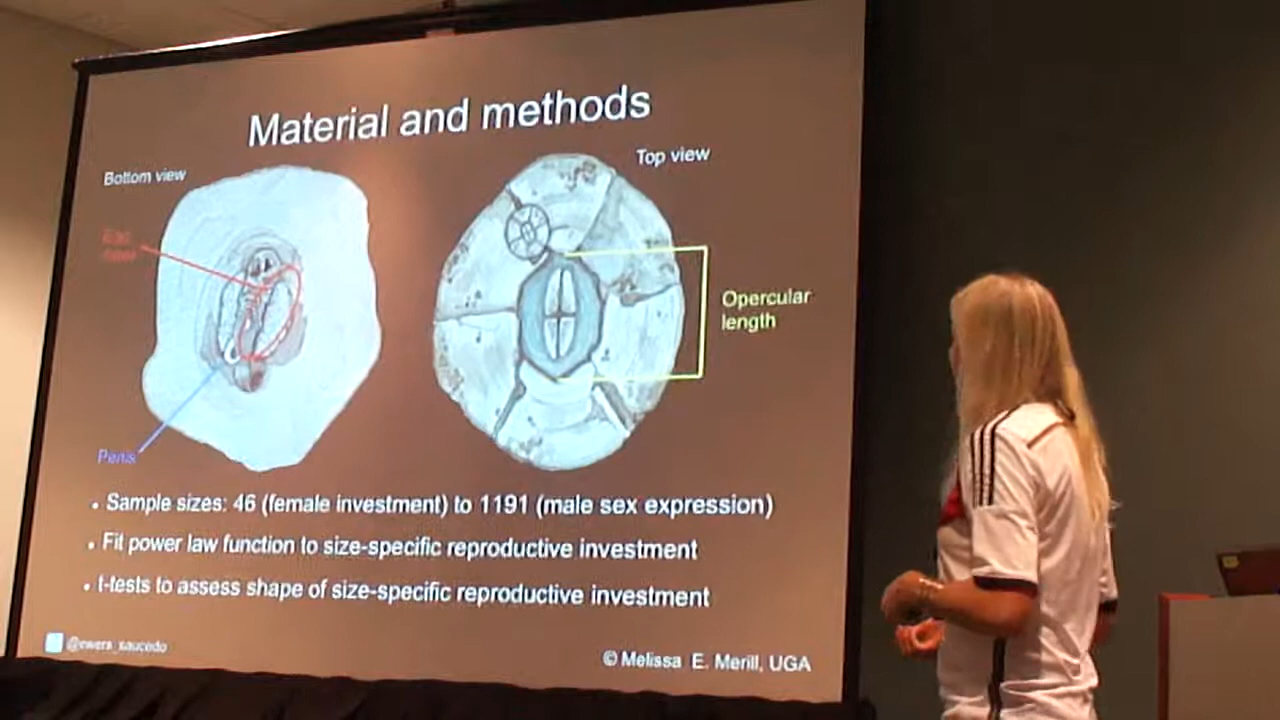 Material and methods
Bottom view
Top view
Opercular
length
Penis
• Sample sizes: 46 (female investment) to 1191 (male sex expression)
• Fit power law function to size-specific reproductive investment
• t-tests to assess shape of size-specific reproductive investment
@ewers_saucedo
© Melissa E. Merill, UGA